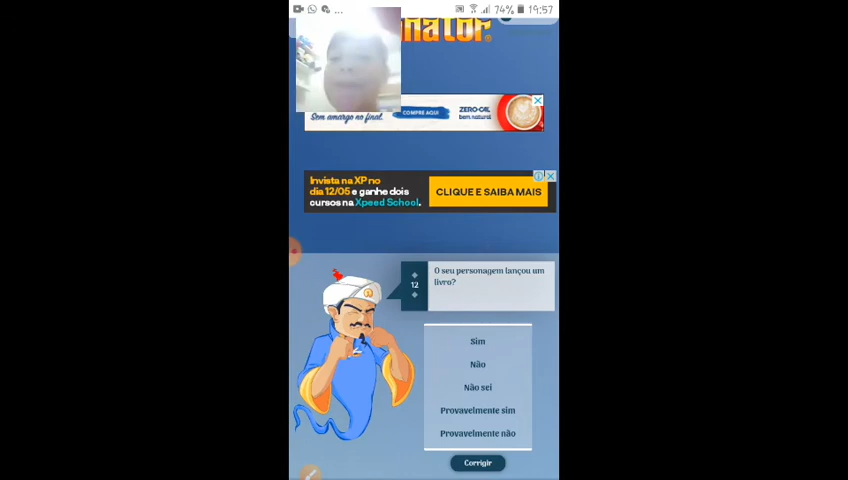 ... 74% 19:57
nator®
Sem amargo no final.
COMPRE AQUI
ZERO-CAL
bem natural
Invista na XP no
dia 12/05 e ganhe dois
cursos na Xpeed School.
CLIQUE E SAIBA MAIS
12
O seu personagem lançou um
livro?
Sim
Não
Não sei
Provavelmente sim
Provavelmente não
Corrigir